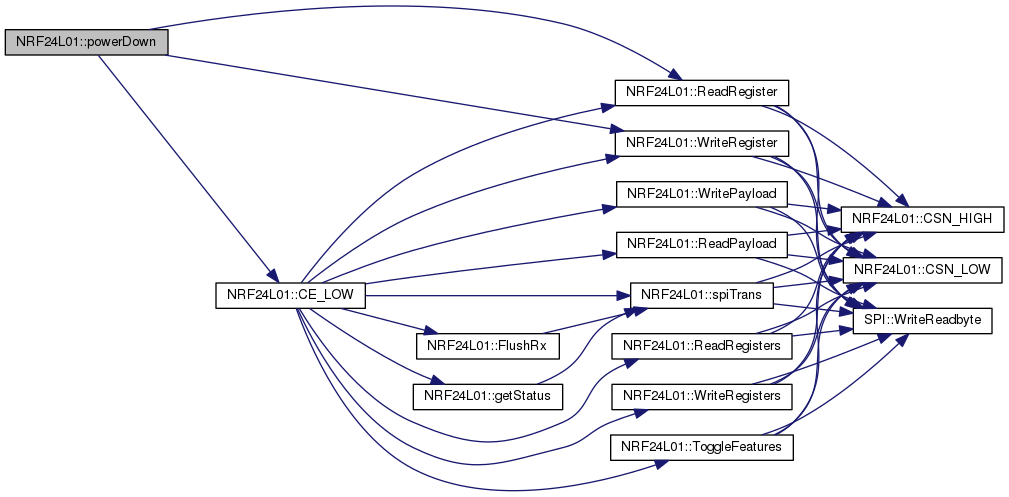 NRF24L01::powerDown
NRF24L01::ReadRegister
NRF24L01::WriteRegister
NRF24L01::WritePayload
NRF24L01::CSN_HIGH
NRF24L01::ReadPayload
NRF24L01::CSN_LOW
NRF24L01::CE_LOW
NRF24L01::spiTrans
SPI::WriteReadbyte
NRF24L01::FlushRx
NRF24L01::ReadRegisters
NRF24L01::getStatus
NRF24L01::WriteRegisters
NRF24L01::ToggleFeatures